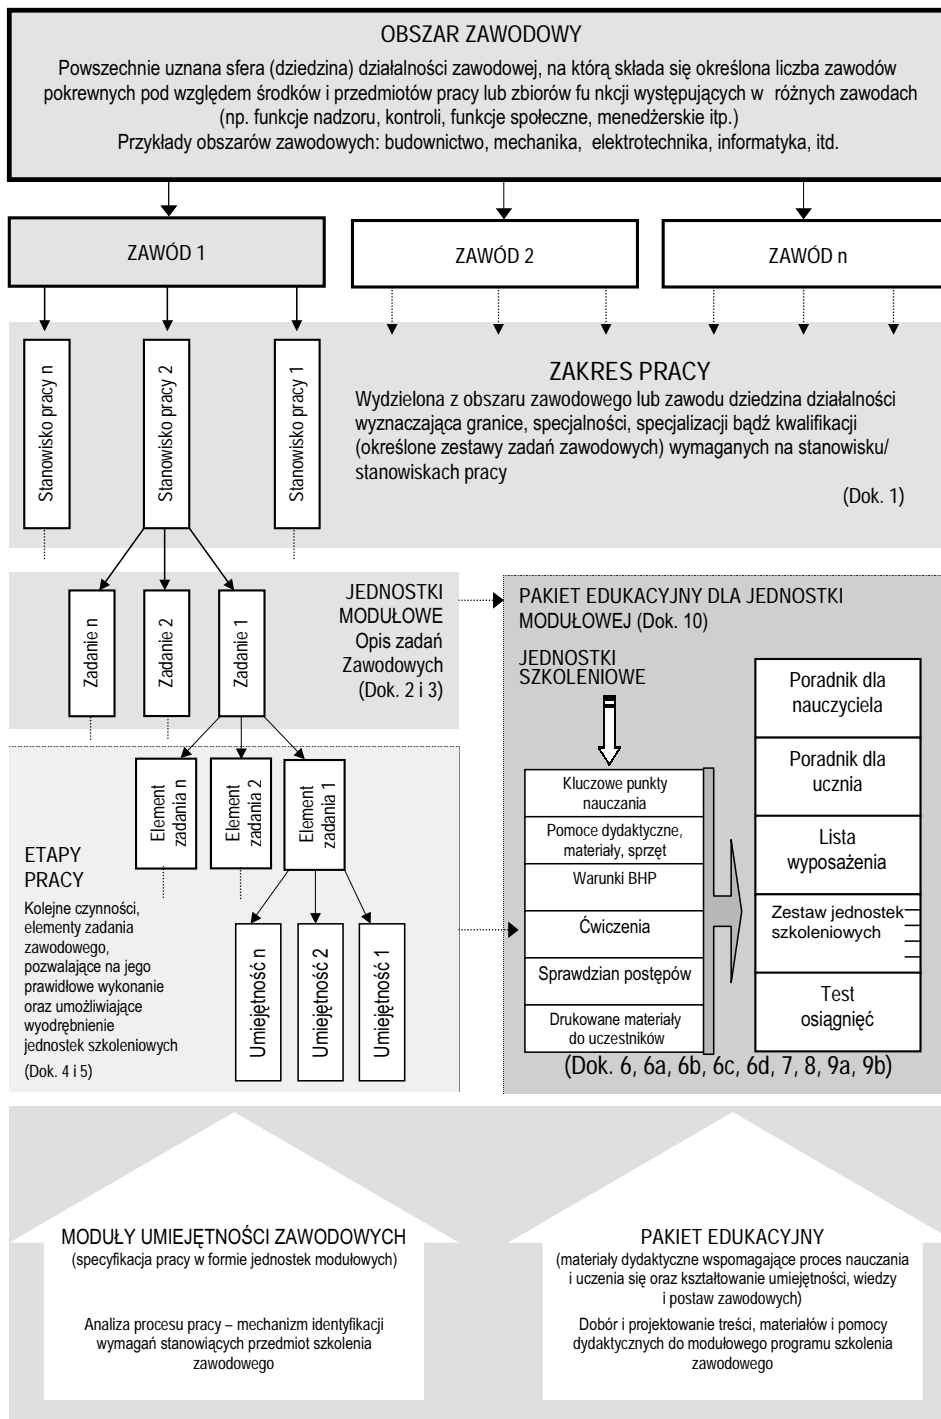 OBSZAR ZAWODOWY
Powszechnie uznana sfera (dziedzina) działalności zawodowej, na którą składa się określona liczba zawodów
pokrewnych pod względem środków i przedmiotów pracy lub zbiorów fu nkcji występujących w różnych zawodach
(np. funkcje nadzoru, kontroli, funkcje społeczne, menedżerskie itp.)
Przykłady obszarów zawodowych: budownictwo, mechanika, elektrotechnika, informatyka, itd.
ZAWÓD 1
ZAWÓD 2
ZAWÓD n
Stanowisko pracy n
Stanowisko pracy 2
Stanowisko pracy 1
ZAKRES PRACY
Wydzielona z obszaru zawodowego lub zawodu dziedzina działalności
wyznaczająca granice, specjalności, specjalizacji bądź kwalifikacji
(określone zestawy zadań zawodowych) wymaganych na stanowisku/
stanowiskach pracy
(Dok. 1)
Zadanie n
Zadanie 2
Zadanie 1
JEDNOSTKI
MODUŁOWE
Opis zadań
Zawodowych
(Dok. 2 i 3)
PAKIET EDUKACYJNY DLA JEDNOSTKI
MODUŁOWEJ (Dok. 10)
JEDNOSTKI
SZKOLENIOWE
Kluczowe punkty
nauczania
Pomoce dydaktyczne,
materiały, sprzęt
Warunki BHP
Ćwiczenia
Sprawdzian postępów
Drukowane materiały
do uczestników
Poradnik dla
nauczyciela
Poradnik dla
ucznia
Lista
wyposażenia
Zestaw jednostek
szkoleniowych
Test
osiągnięć
(Dok. 6, 6a, 6b, 6c, 6d, 7, 8, 9a, 9b)
Element
zadania n
Element
zadania 2
Element
zadania 1
ETAPY
PRACY
Kolejne czynności,
elementy zadania
zawodowego,
pozwalające na jego
prawidłowe wykonanie
oraz umożliwiające
wyodrębnienie
jednostek szkoleniowych
(Dok. 4 i 5)
Umiejętność n
Umiejętność 2
Umiejętność 1
MODUŁY UMIEJĘTNOŚCI ZAWODOWYCH
(specyfikacja pracy w formie jednostek modułowych)
Analiza procesu pracy – mechanizm identyfikacji
wymagań stanowiących przedmiot szkolenia
zawodowego
PAKIET EDUKACYJNY
(materiały dydaktyczne wspomagające proces nauczania
i uczenia się oraz kształtowanie umiejętności, wiedzy
i postaw zawodowych)
Dobór i projektowanie treści, materiałów i pomocy
dydaktycznych do modułowego programu szkolenia
zawodowego